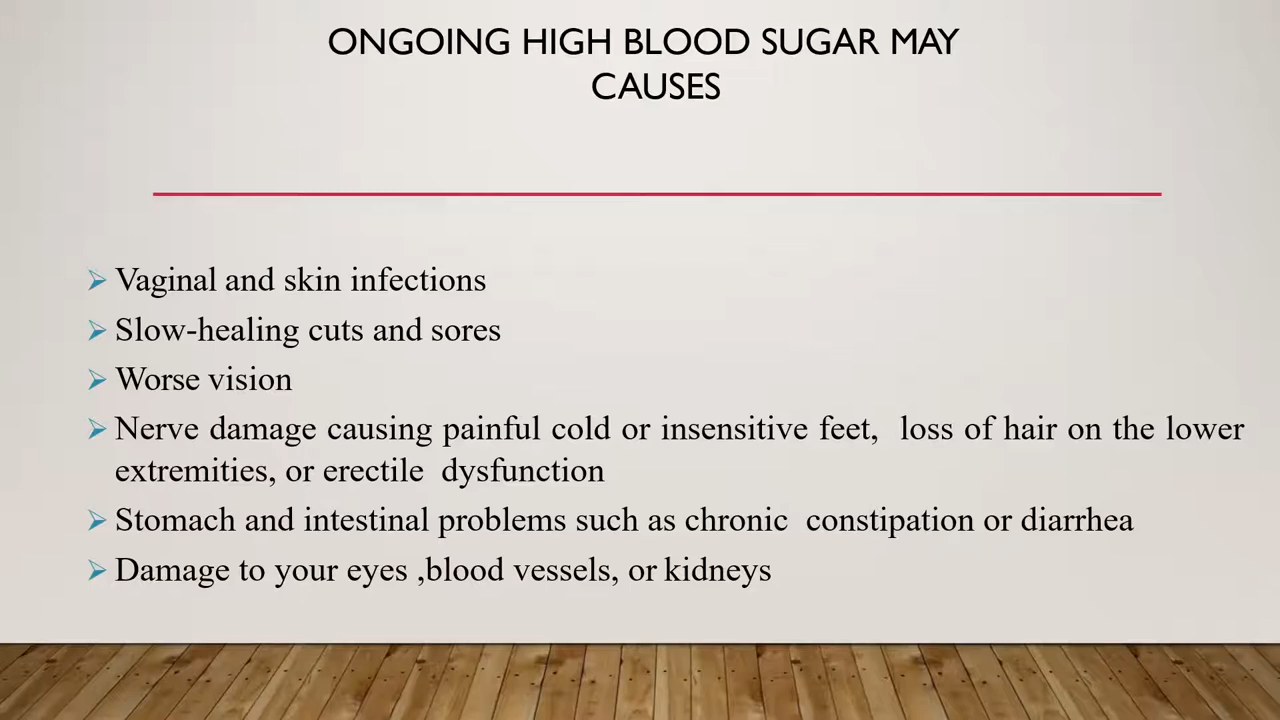 ONGOING HIGH BLOOD SUGAR MAY
CAUSES
Vaginal and skin infections
Slow-healing cuts and sores
Worse vision
Nerve damage causing painful cold or insensitive feet, loss of hair on the lower
extremities, or erectile dysfunction
Stomach and intestinal problems such as chronic constipation or diarrhea
Damage to your eyes ,blood vessels, or kidneys